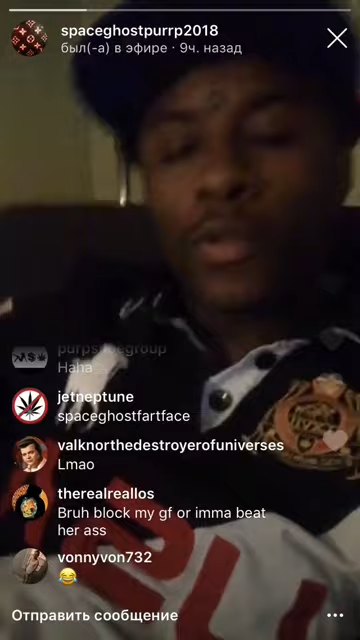 spaceghostpurrp2018
был(-а) в эфире · 9ч. назад
purpshoegroup
Haha
jetneptune
spaceghostfartface
valknorthedestroyerofuniverses
Lmao
therealreallos
Bruh block my gf or imma beat
her ass
vonnyvon732
😂
Отправить сообщение